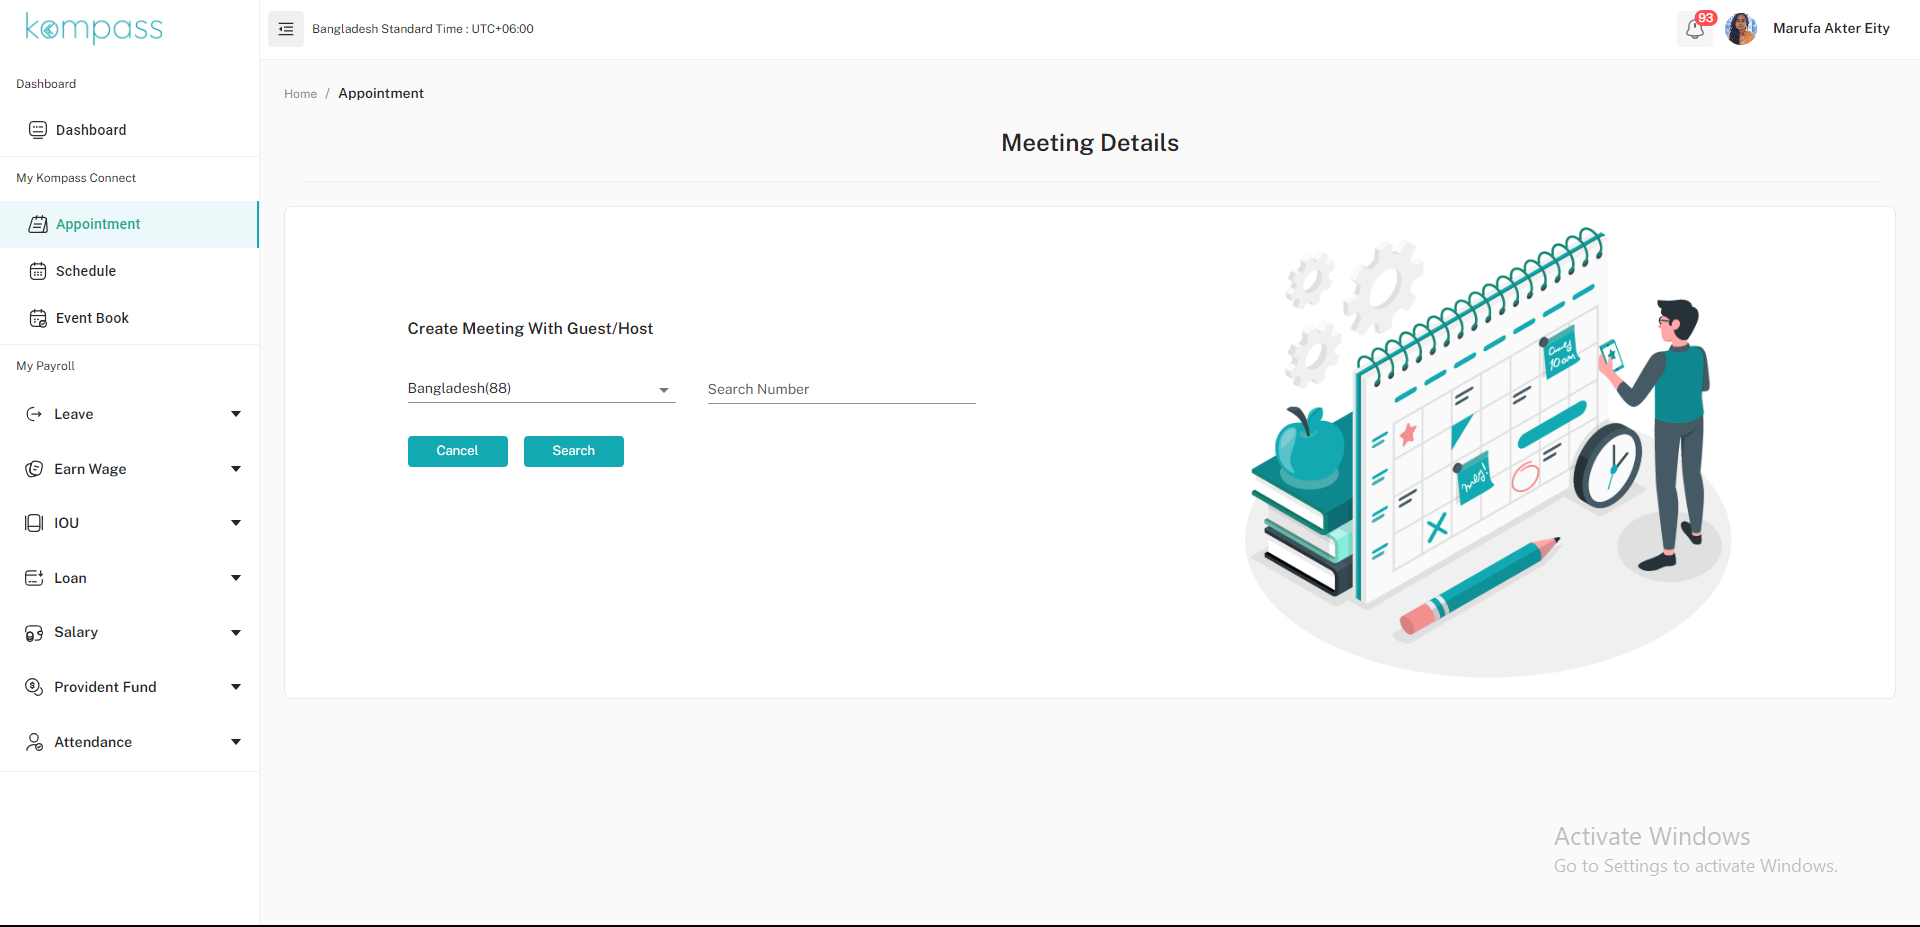 kompass
Bangladesh Standard Time : UTC+06:00
93
Marufa Akter Eity
Dashboard
Dashboard
My Kompass Connect
Appointment
Schedule
Event Book
My Payroll
Leave
Earn Wage
IOU
Loan
Salary
Provident Fund
Attendance
Home / Appointment
Meeting Details
Create Meeting With Guest/Host
Bangladesh(88)
Search Number
Cancel
Search
10am
Activate Windows
Go to Settings to activate Windows.